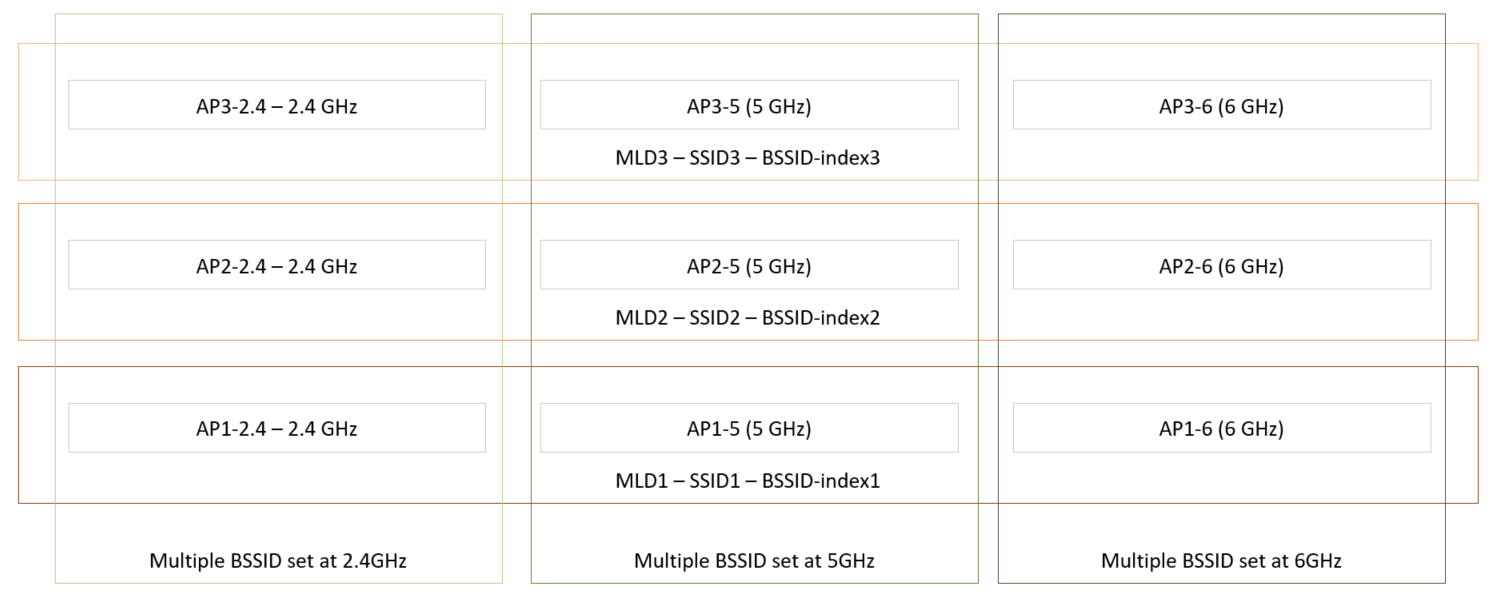 AP3-2.4 – 2.4 GHz
AP3-5 (5 GHz)
AP3-6 (6 GHz)
MLD3 – SSID3 – BSSID-index3
AP2-2.4 – 2.4 GHz
AP2-5 (5 GHz)
AP2-6 (6 GHz)
MLD2 – SSID2 – BSSID-index2
AP1-2.4 – 2.4 GHz
AP1-5 (5 GHz)
AP1-6 (6 GHz)
MLD1 – SSID1 – BSSID-index1
Multiple BSSID set at 2.4GHz
Multiple BSSID set at 5GHz
Multiple BSSID set at 6GHz